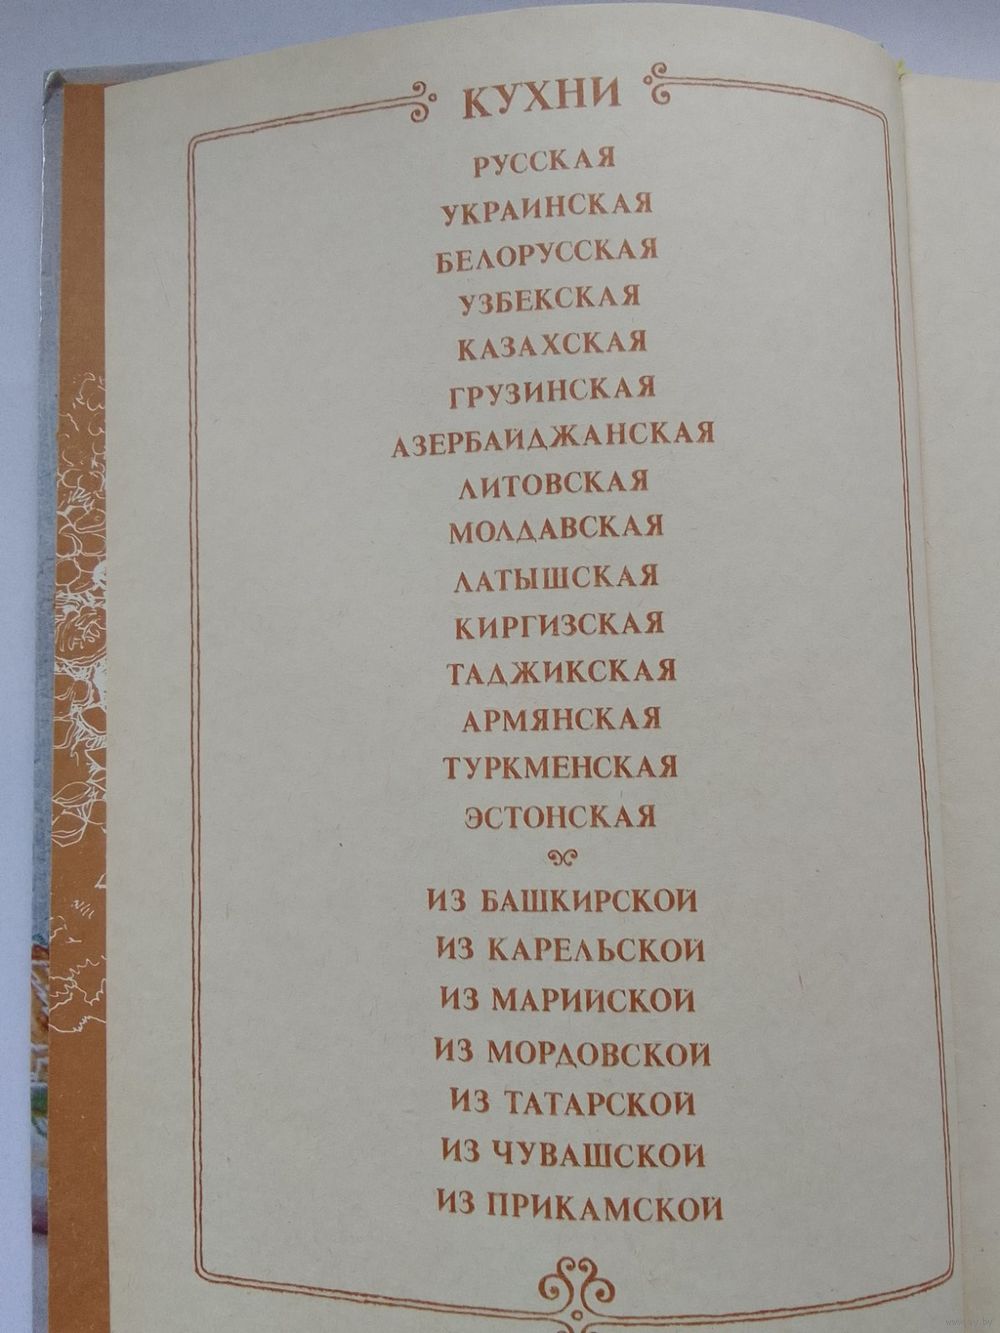 КУХНИ
РУССКАЯ
УКРАИНСКАЯ
БЕЛОРУССКАЯ
УЗБЕКСКАЯ
КАЗАХСКАЯ
ГРУЗИНСКАЯ
АЗЕРБАЙДЖАНСКАЯ
ЛИТОВСКАЯ
МОЛДАВСКАЯ
ЛАТЫШСКАЯ
КИРГИЗСКАЯ
ТАДЖИКСКАЯ
АРМЯНСКАЯ
ТУРКМЕНСКАЯ
ЭСТОНСКАЯ
ИЗ БАШКИРСКОЙ
ИЗ КАРЕЛЬСКОЙ
ИЗ МАРИЙСКОЙ
ИЗ МОРДОВСКОЙ
ИЗ ТАТАРСКОЙ
ИЗ ЧУВАШСКОЙ
ИЗ ПРИКАМСКОЙ